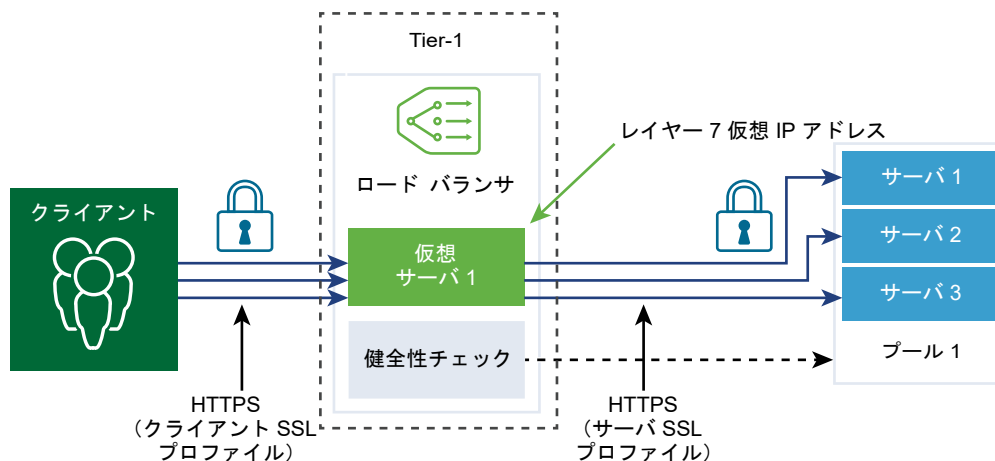 Tier-1
ロード バランサ
レイヤー 7 仮想 IP アドレス
クライアント
仮想
サーバ 1
健全性チェック
サーバ 1
サーバ 2
サーバ 3
プール 1
HTTPS
（クライアント SSL
プロファイル）
HTTPS
（サーバ SSL
プロファイル）